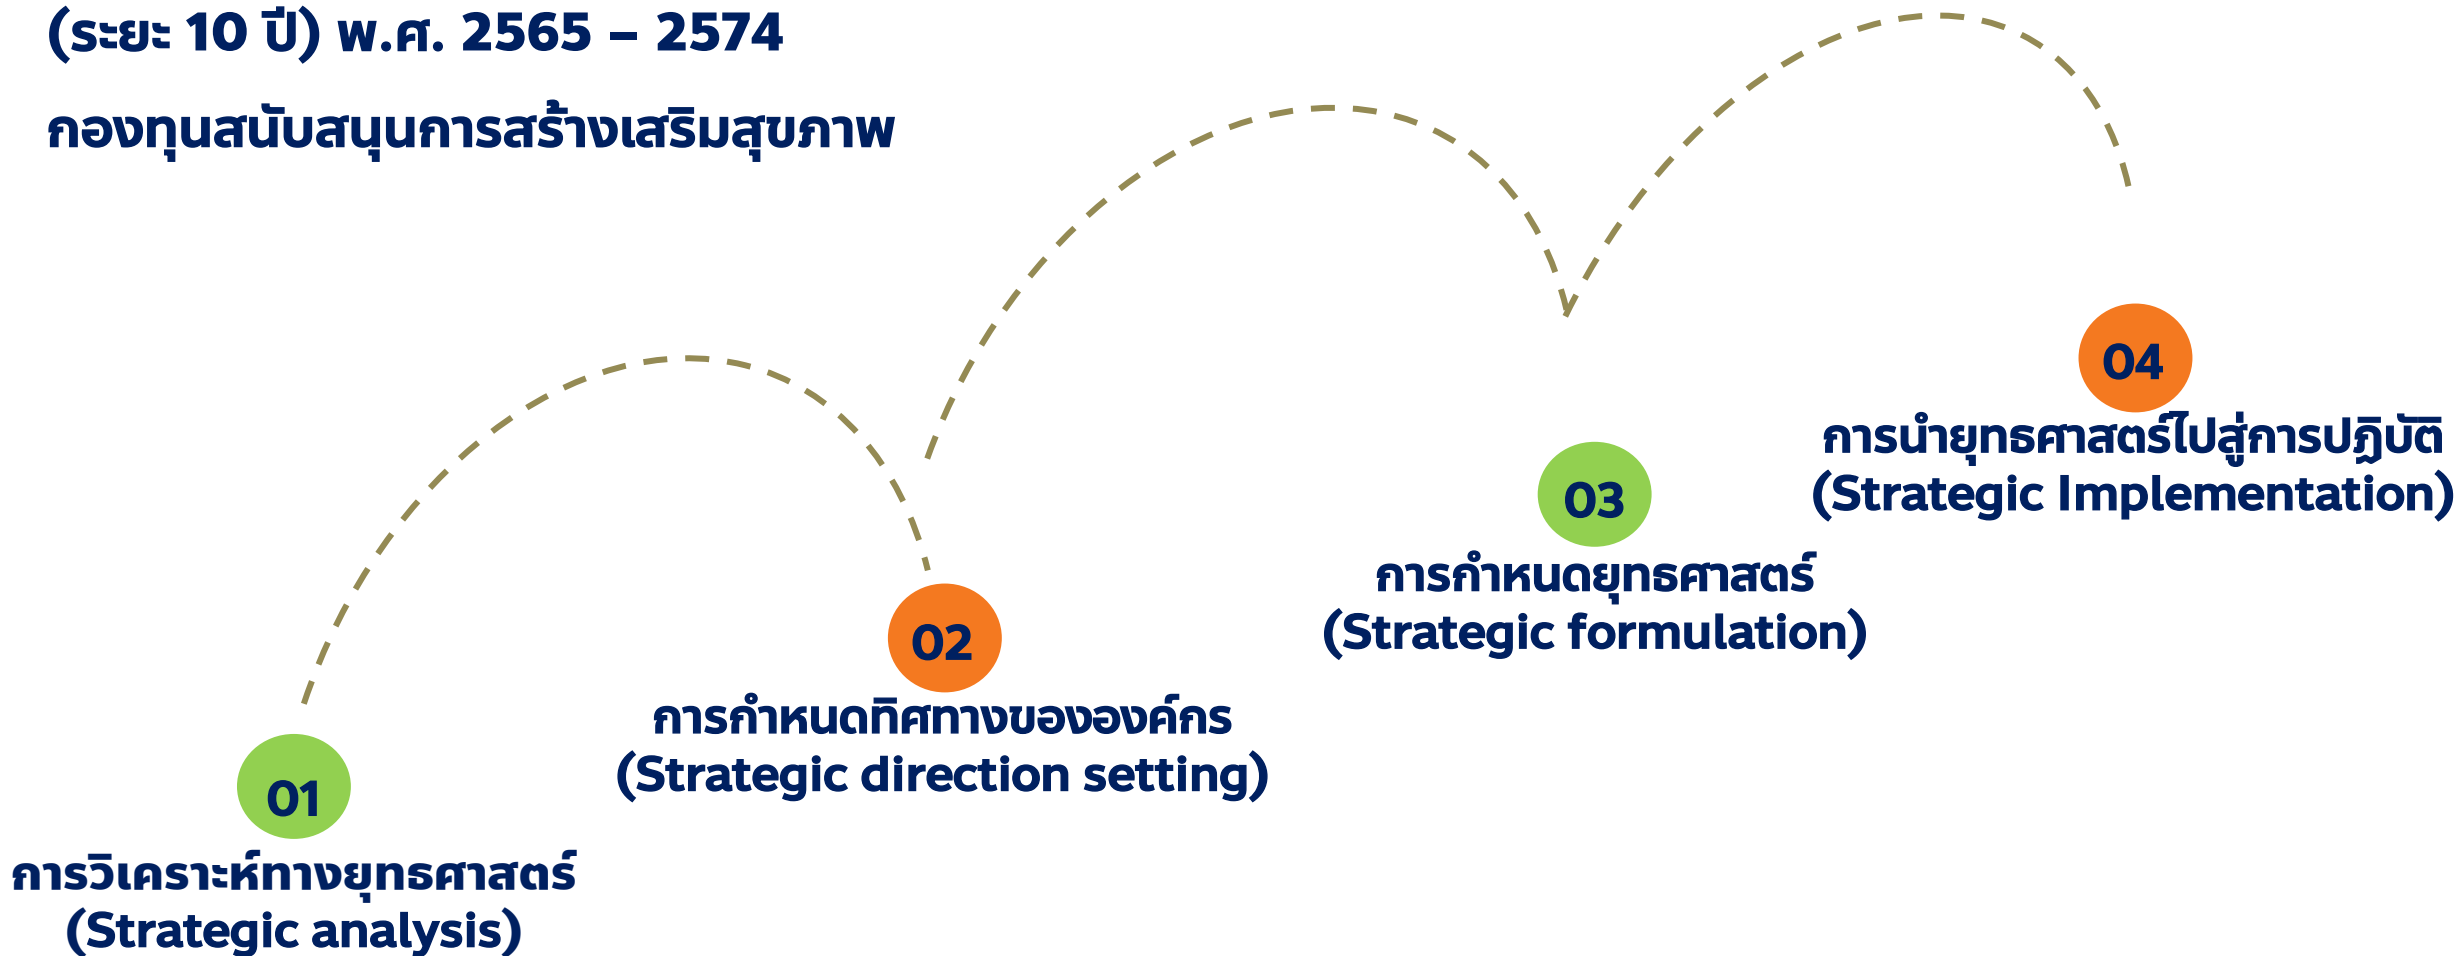 (ระยะ 10 ปี) พ.ศ. 2565 – 2574
กองทุนสนับสนุนการสร้างเสริมสุขภาพ
01
การวิเคราะห์ทางยุทธศาสตร์
(Strategic analysis)
02
การกำหนดทิศทางขององค์กร
(Strategic direction setting)
03
การกำหนดยุทธศาสตร์
(Strategic formulation)
04
การนำยุทธศาสตร์ไปสู่การปฏิบัติ
(Strategic Implementation)